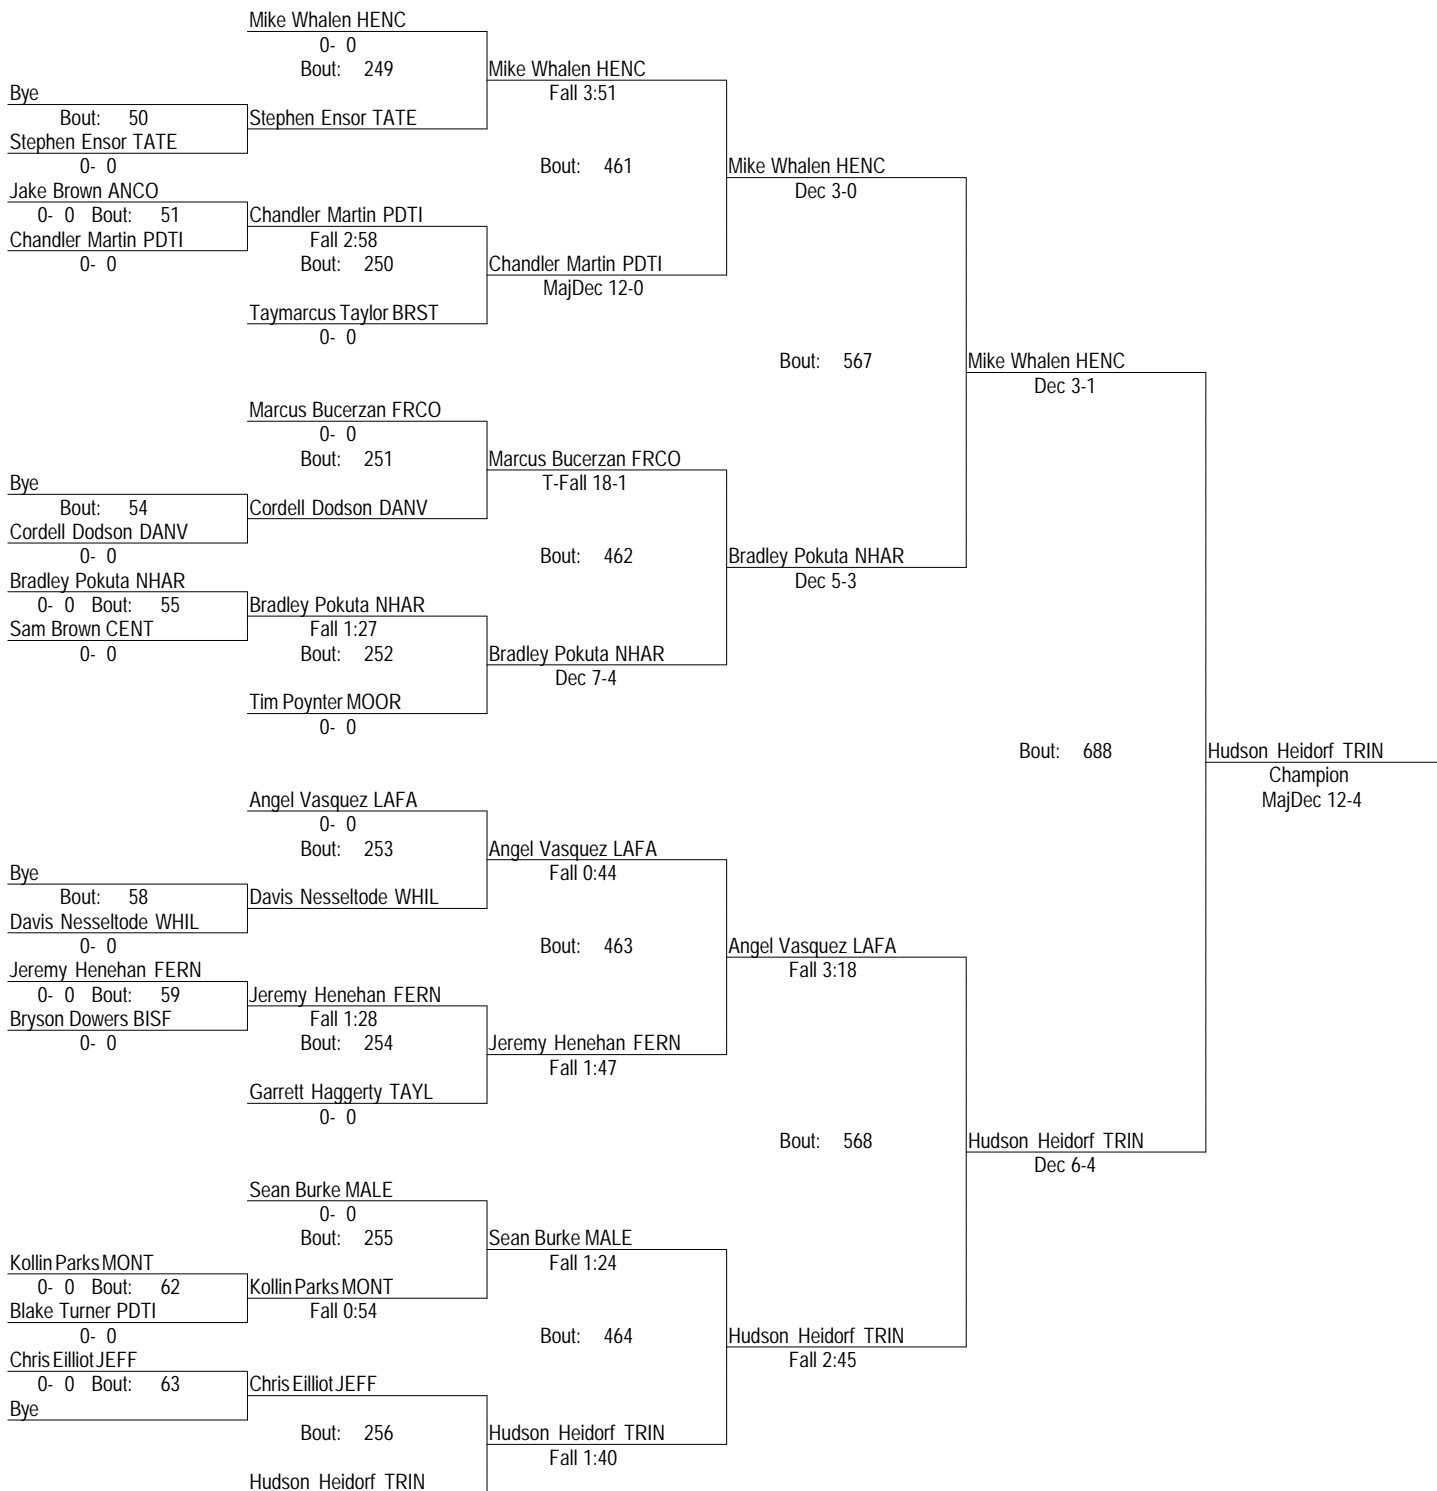 Mike Whalen HENC
0- 0
Bout: 249
Mike Whalen HENC
Bye
Fall 3:51
Bout: 50
Stephen Ensor TATE
Stephen Ensor TATE
0- 0
Bout: 461
Mike Whalen HENC
Jake Brown ANCO
Dec 3-0
0- 0 Bout: 51
Chandler Martin PDTI
Chandler Martin PDTI
Fall 2:58
0- 0
Bout: 250
Chandler Martin PDTI
MajDec 12-0
Taymarcus Taylor BRST
0- 0
Bout: 567
Mike Whalen HENC
Dec 3-1
Marcus Bucerzan FRCO
0- 0
Bout: 251
Marcus Bucerzan FRCO
Bye
T-Fall 18-1
Bout: 54
Cordell Dodson DANV
Cordell Dodson DANV
0- 0
Bout: 462
Bradley Pokuta NHAR
Bradley Pokuta NHAR
Dec 5-3
0- 0 Bout: 55
Bradley Pokuta NHAR
Sam Brown CENT
Fall 1:27
0- 0
Bout: 252
Bradley Pokuta NHAR
Dec 7-4
Tim Poynter MOOR
0- 0
Bout: 688
Hudson Heidorf TRIN
Champion
MajDec 12-4
Angel Vasquez LAFA
0- 0
Bout: 253
Angel Vasquez LAFA
Bye
Fall 0:44
Bout: 58
Davis Nesseltode WHIL
Davis Nesseltode WHIL
0- 0
Bout: 463
Angel Vasquez LAFA
Jeremy Henehan FERN
Fall 3:18
0- 0 Bout: 59
Jeremy Henehan FERN
Bryson Dowers BISF
Fall 1:28
0- 0
Bout: 254
Jeremy Henehan FERN
Fall 1:47
Garrett Haggerty TAYL
0- 0
Bout: 568
Hudson Heidorf TRIN
Dec 6-4
Sean Burke MALE
0- 0
Bout: 255
Sean Burke MALE
Kollin Parks MONT
Fall 1:24
0- 0 Bout: 62
Kollin Parks MONT
Blake Turner PDTI
Fall 0:54
0- 0
Bout: 464
Hudson Heidorf TRIN
Chris Eilliot JEFF
Fall 2:45
0- 0 Bout: 63
Chris Eilliot JEFF
Bye
Bout: 256
Hudson Heidorf TRIN
Fall 1:40
Hudson Heidorf TRIN